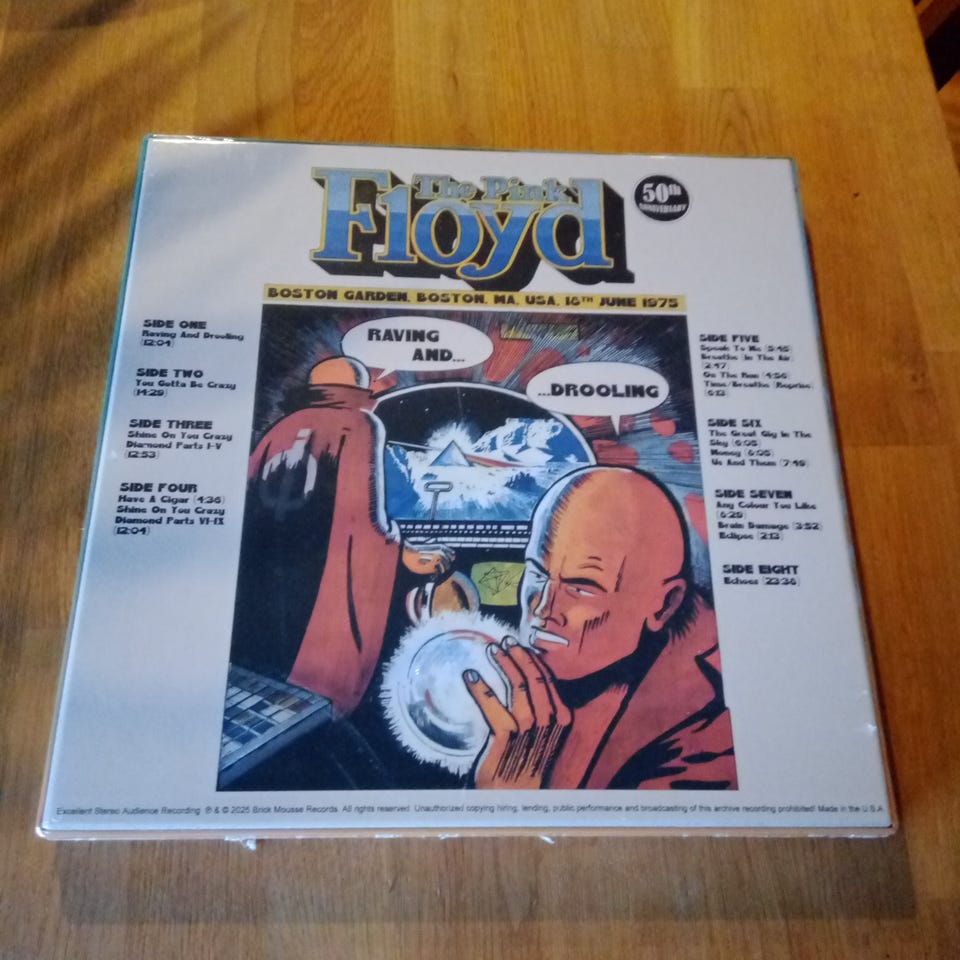 The Pink
Floyd
50th
ANNIVERSARY
BOSTON GARDEN, BOSTON, MA, USA, 18TH JUNE 1975
RAVING
AND...
...DROOLING
SIDE ONE
Raving And Drooling
(12:04)
SIDE TWO
You Gotta Be Crazy
(14:29)
SIDE THREE
Shine On You Crazy
Diamond Parts I-V
(12:53)
SIDE FOUR
Have A Cigar (4:36)
Shine On You Crazy
Diamond Parts VI-IX
(12:04)
SIDE FIVE
Speak To Me (5:45)
Breathe (In The Air)
(2:47)
On The Run (4:56)
Time/Breathe (Reprise)
6:13
SIDE SIX
The Great Gig In The
Sky (6:05)
Money (6:05)
Us And Them (7:49)
SIDE SEVEN
Any Colour You Like
(8:29)
Brain Damage (3:52)
Eclipse (2:13)
SIDE EIGHT
Echoes (23:36)
Excellent Stereo Audience Recording ℗ & © 2025 Brick Mousse Records. All rights reserved. Unauthorized copying hiring, lending, public performance and broadcasting of this archive recording prohibited! Made in the U.S.A